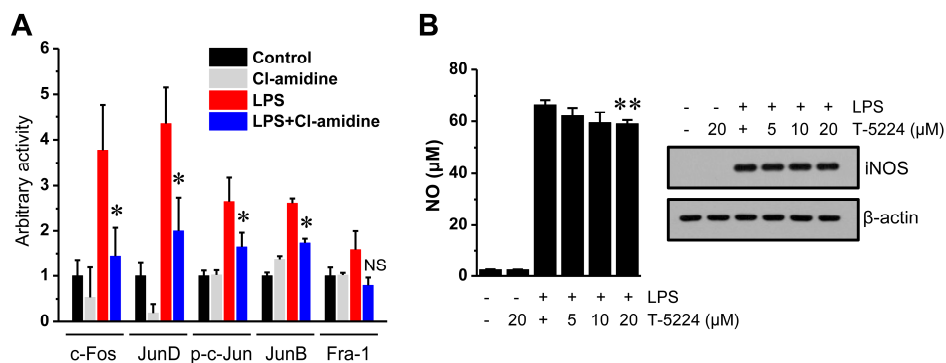 A
Arbitrary activity
6
5
4
3
2
1
0
Control
Cl-amidine
LPS
LPS+Cl-amidine
* * * * NS
c-Fos JunD p-c-Jun JunB Fra-1
B
NO (µM)
80
60
40
20
0
**
- - + + + + LPS
- 20 + 5 10 20 T-5224 (µM)
- - + + + + LPS
- 20 + 5 10 20 T-5224 (µM)
iNOS
β-actin